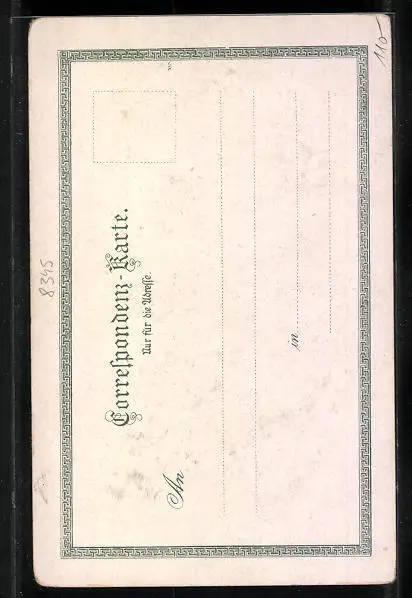 Correspondenz-Karte.
Nur für die Adresse.
An
in
8345
110